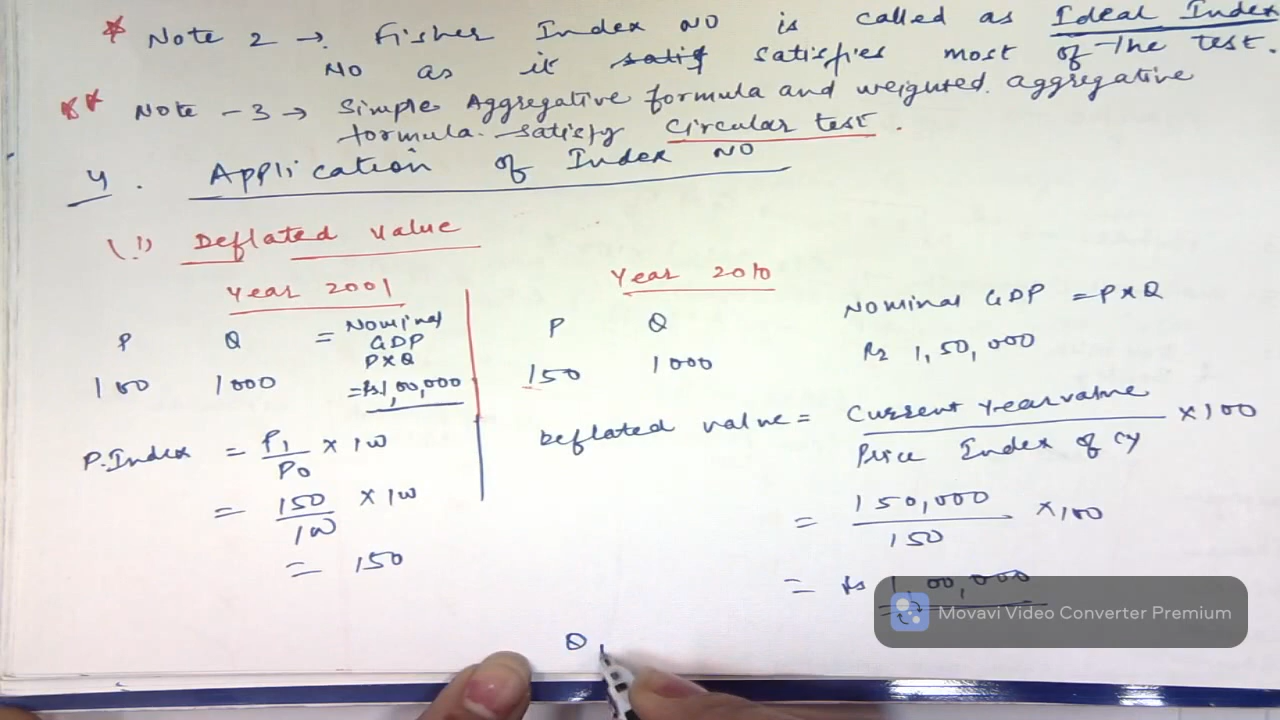 * Note 2 → Fisher Index NO is called as Ideal Index
NO as it satisfies most of the test.
** Note - 3 → Simple Aggregative formula and weighted. aggregative
formula. satisfy circular test.
4. Application of Index NO
(1) Deflated value
Year 2001
P Q = Nominal GDP PXQ
100 1000 = Rs1,00,000
P. Index = P1/P0 × 100
= 150/100 × 100
= 150
Year 2010
P Q Nominal GDP = PXQ
150 1000 Rs 1,50,000
Deflated value = Current year value / Price Index of cy × 100
= 150,000 / 150 × 100
= Rs 1,00,000
Movavi Video Converter Premium
Q